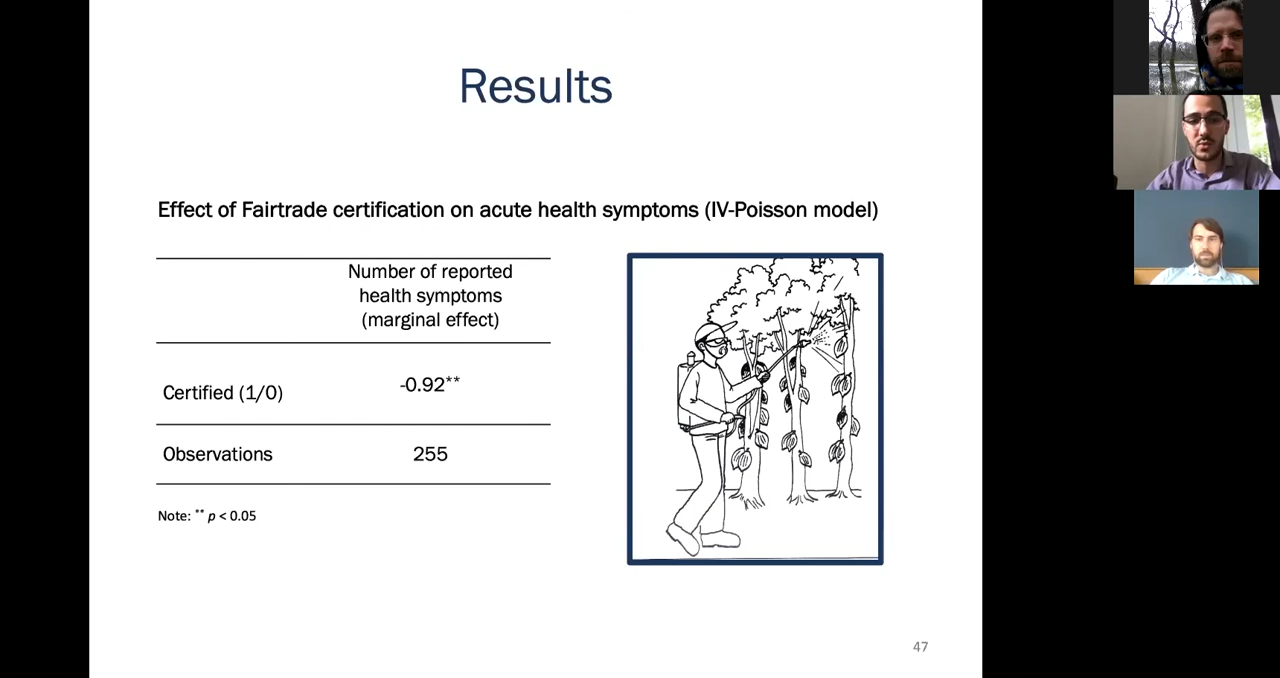 Results
Effect of Fairtrade certification on acute health symptoms (IV-Poisson model)
Number of reported
health symptoms
(marginal effect)
Certified (1/0) -0.92**
Observations 255
Note: ** p < 0.05
47